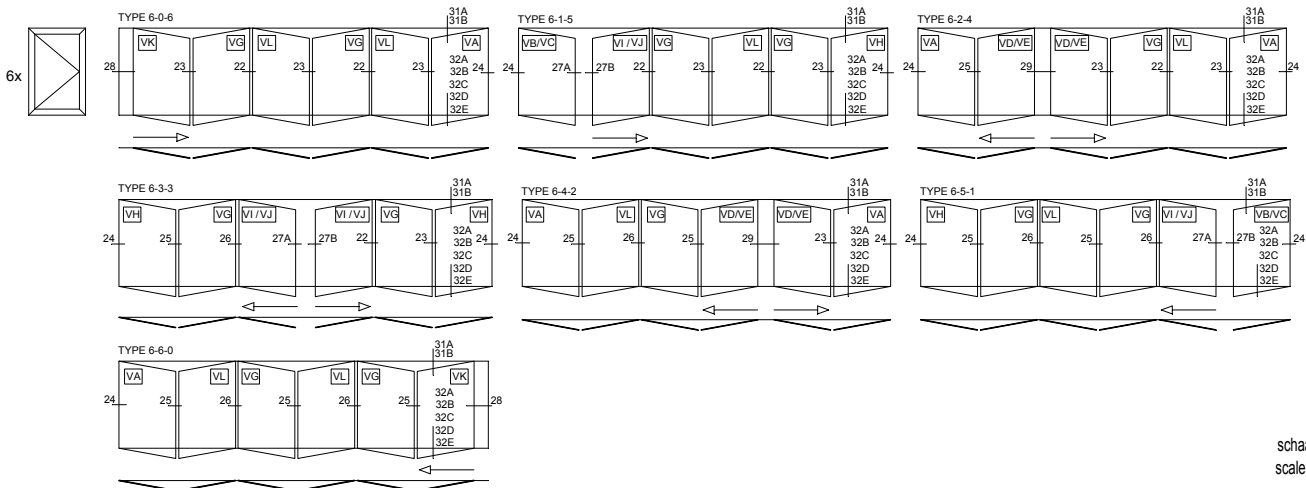 6x
TYPE 6-0-6
31A
31B
VK VG VL VG VL VA
28 23 22 23 22 23 24
32A
32B
32C
32D
32E
TYPE 6-1-5
31A
31B
VB/VC VI / VJ VG VL VG VH
24 27A 27B 22 23 22 23 24
32A
32B
32C
32D
32E
TYPE 6-2-4
31A
31B
VA VD/VE VD/VE VG VL VA
24 25 29 23 22 23 24
32A
32B
32C
32D
32E
TYPE 6-3-3
31A
31B
VH VG VI / VJ VI / VJ VG VH
24 25 26 27A 27B 22 23 24
32A
32B
32C
32D
32E
TYPE 6-4-2
31A
31B
VA VL VG VD/VE VD/VE VA
24 25 26 25 29 23 24
32A
32B
32C
32D
32E
TYPE 6-5-1
31A
31B
VH VG VL VG VI / VJ VB/VC
24 25 26 25 26 27A 27B 24
32A
32B
32C
32D
32E
TYPE 6-6-0
31A
31B
VA VL VG VL VG VK
24 25 26 25 26 25 28
32A
32B
32C
32D
32E
scale